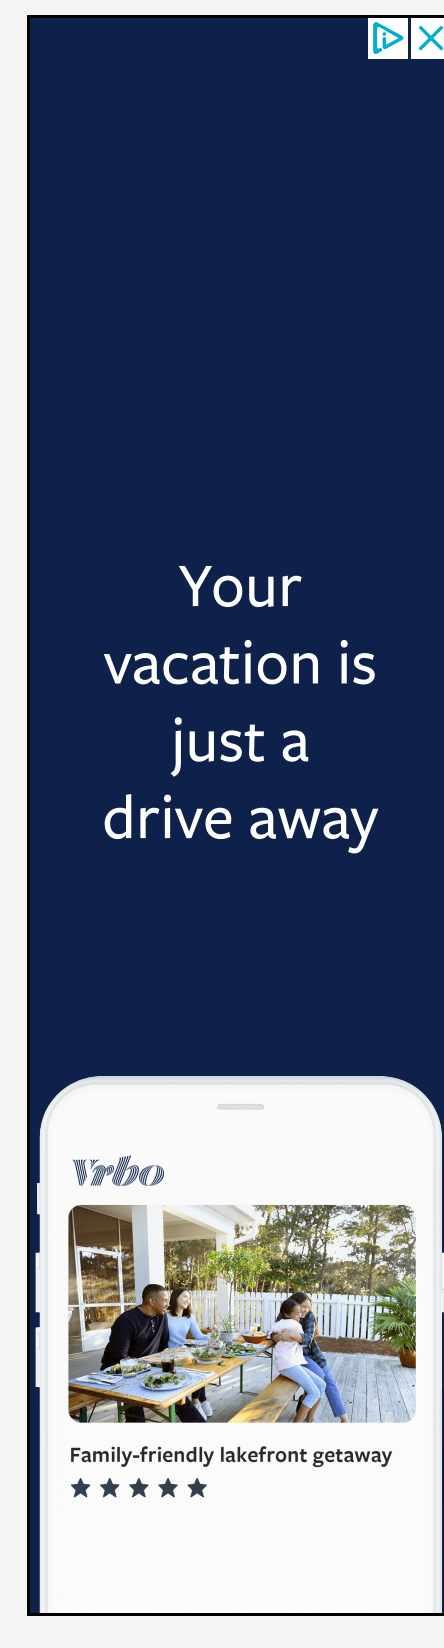 Your
vacation is
just a
drive away
Vrbo
Family-friendly lakefront getaway